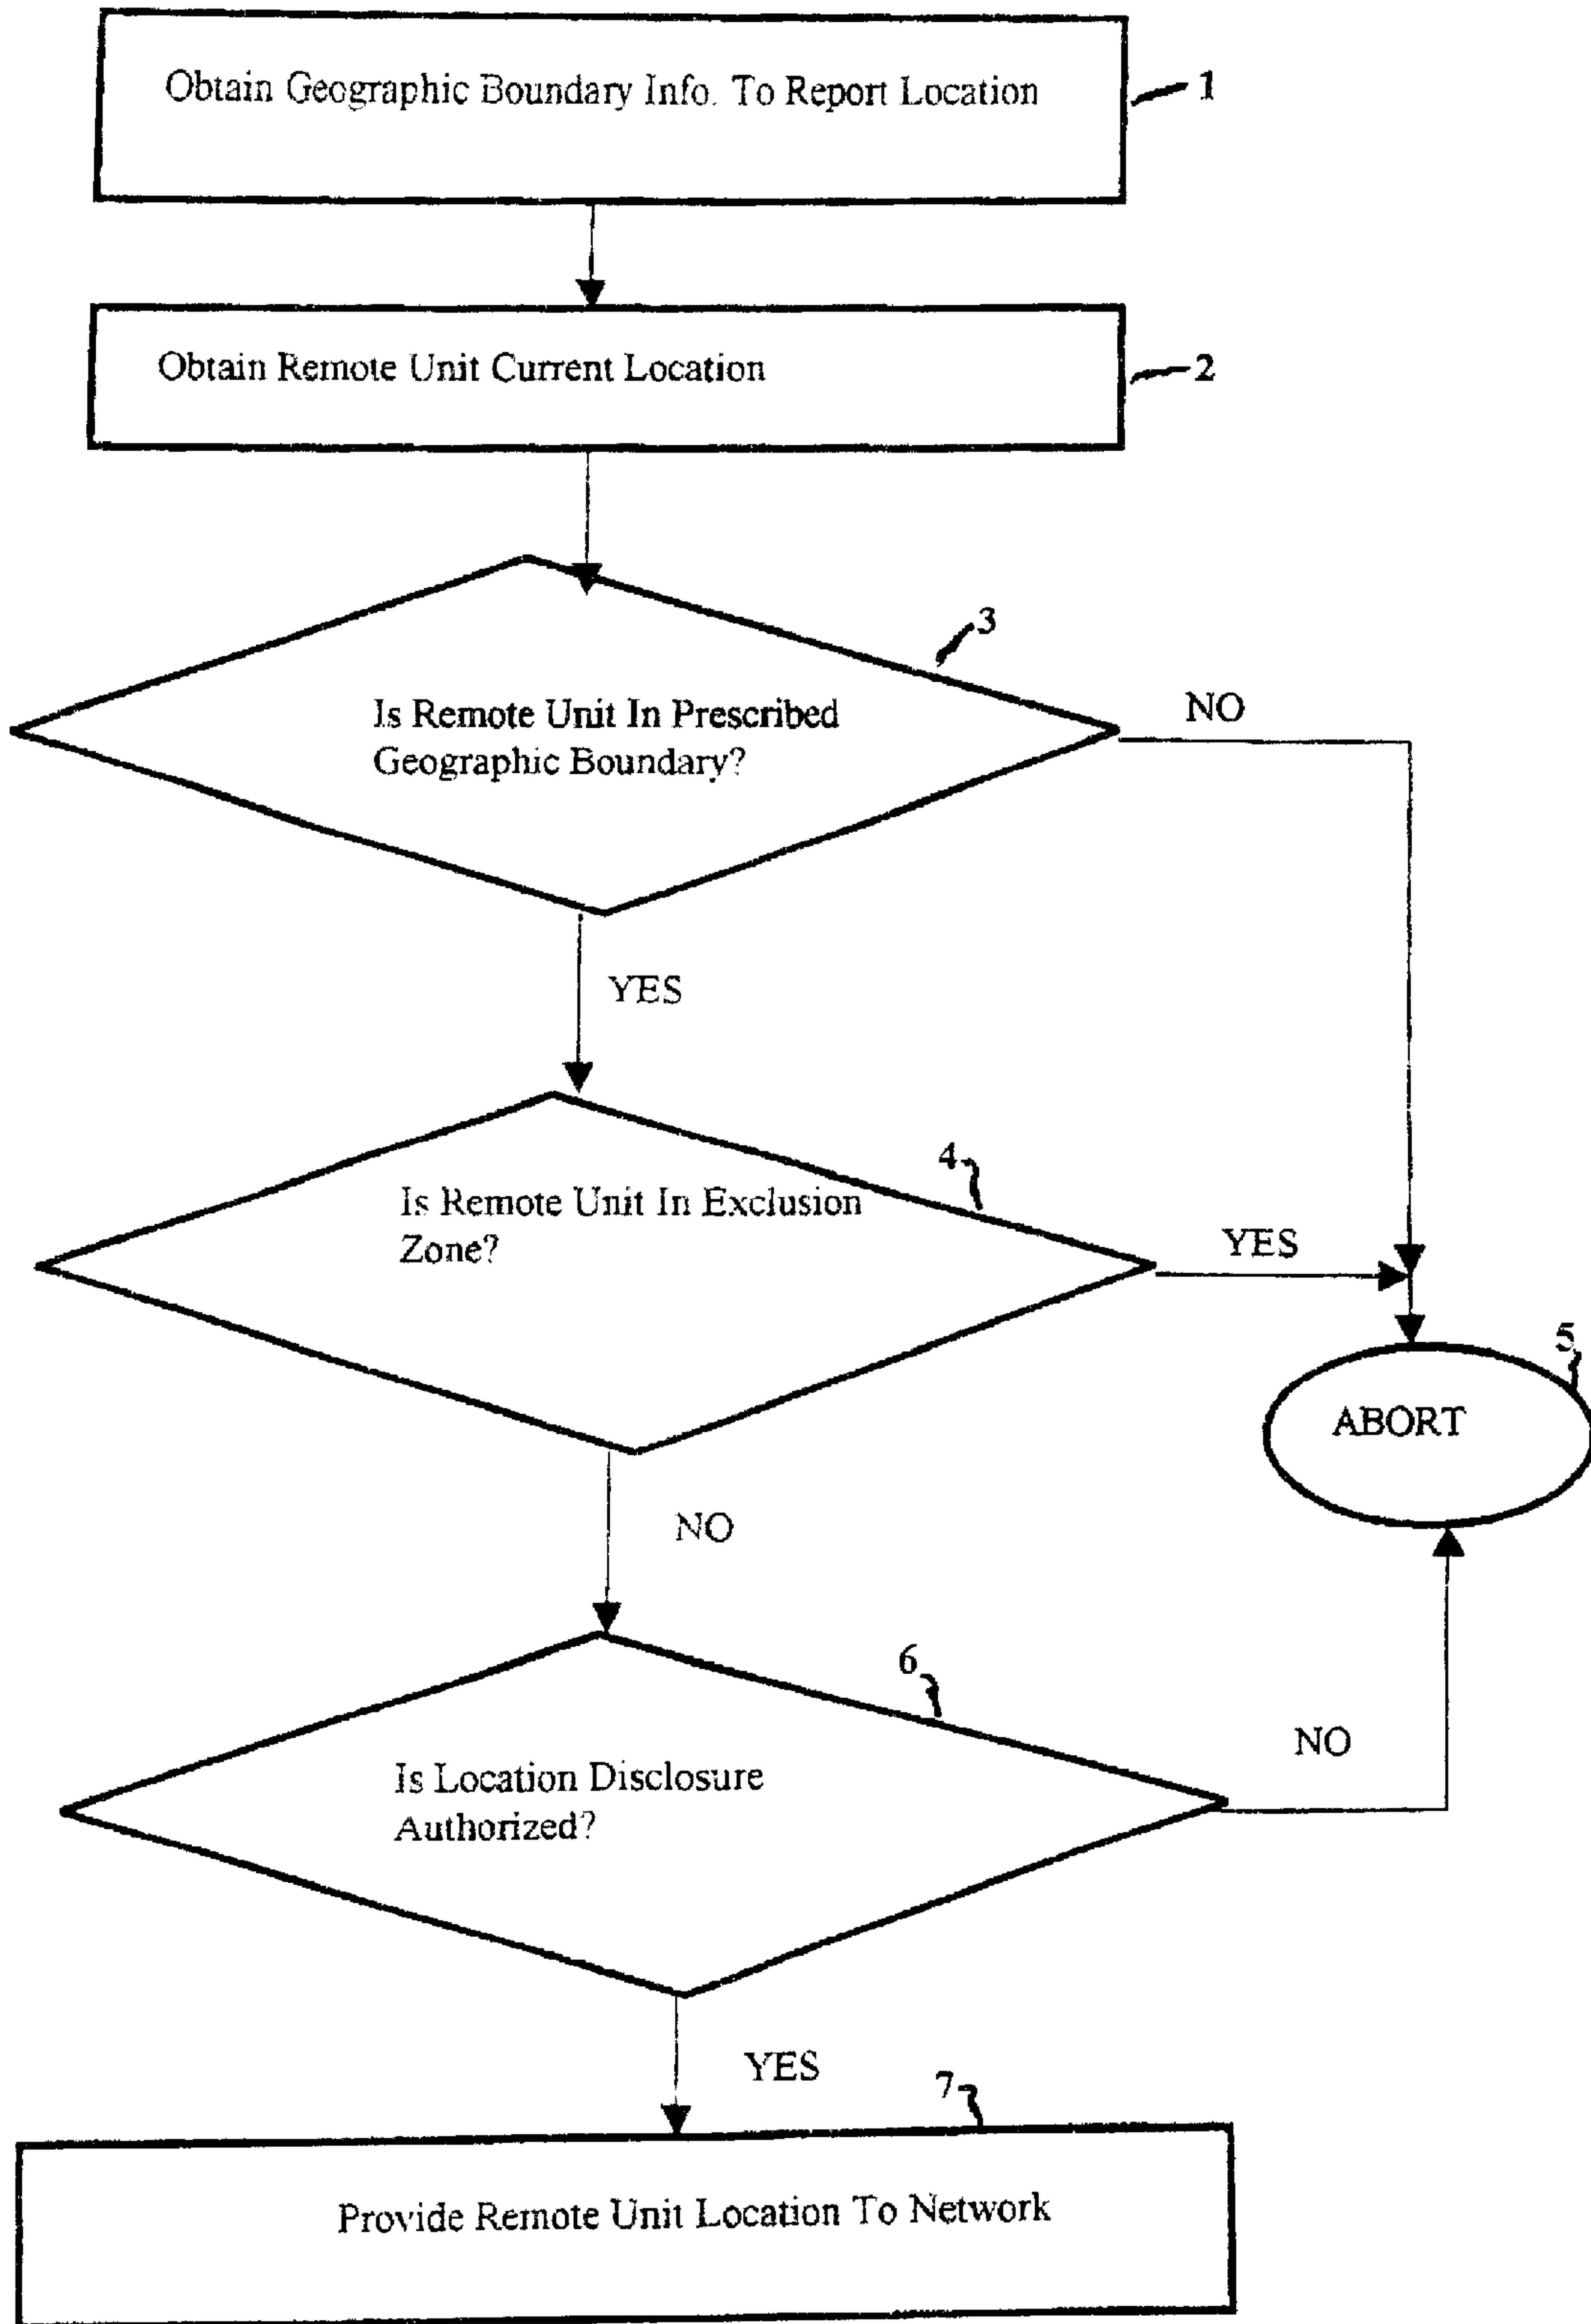 Obtain Geographic Boundary Info. To Report Location
1
Obtain Remote Unit Current Location
2
3
Is Remote Unit In Prescribed
Geographic Boundary?
NO
YES
4
Is Remote Unit In Exclusion
Zone?
YES
5
ABORT
NO
6
Is Location Disclosure
Authorized?
NO
YES
7
Provide Remote Unit Location To Network